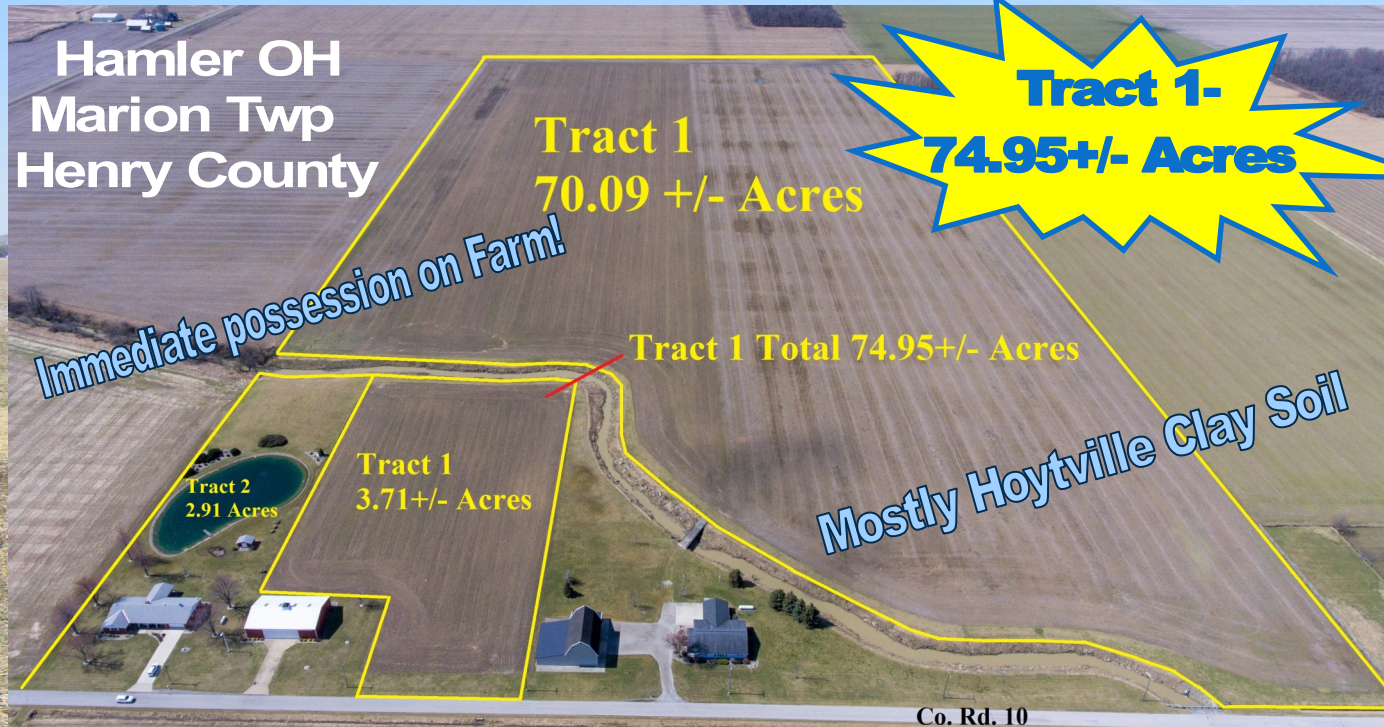 Hamler OH
Marion Twp
Henry County
Tract 1-
74.95+/- Acres
Tract 1
70.09 +/- Acres
Immediate possession on Farm!
Tract 1 Total 74.95+/- Acres
Mostly Hoytville Clay Soil
Tract 1
3.71+/- Acres
Tract 2
2.91 Acres
Co. Rd. 10